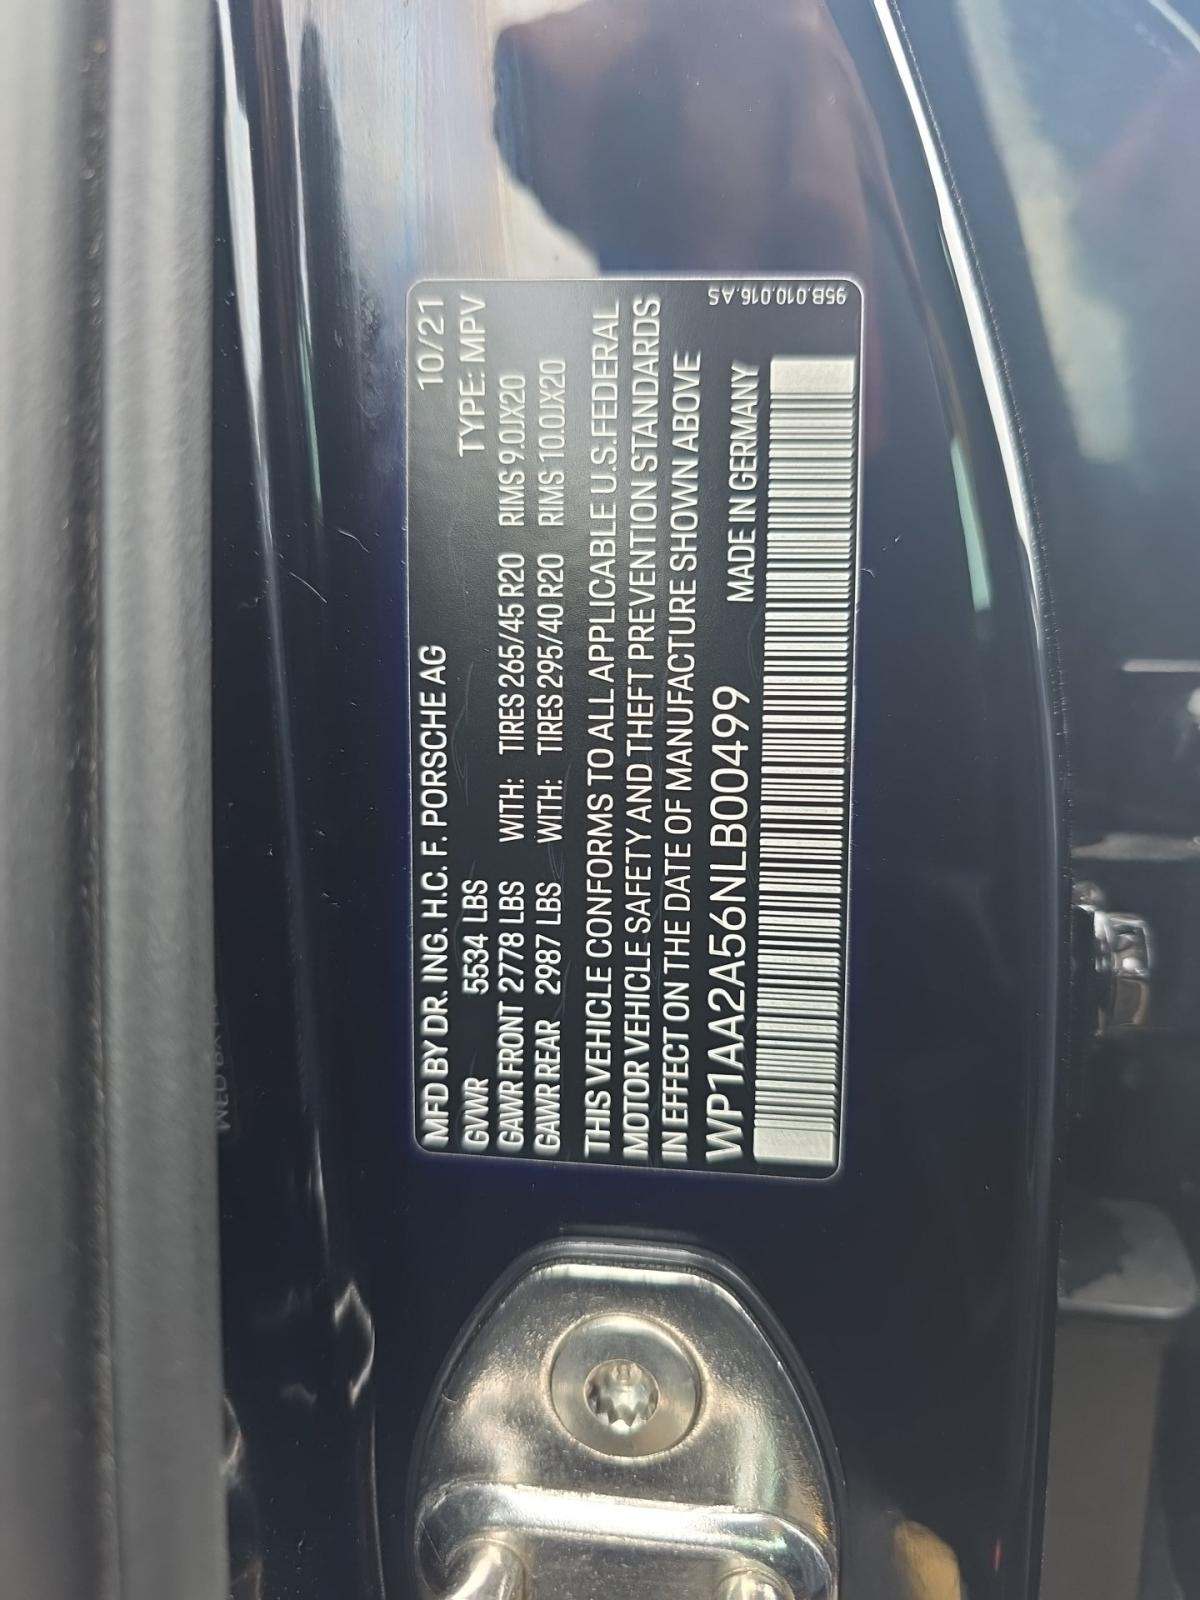 MFD BY DR. ING. H.C. F. PORSCHE AG 10/21
GVWR 5534 LBS TYPE: MPV
GAWR FRONT 2778 LBS WITH: TIRES 265/45 R20 RIMS 9.0JX20
GAWR REAR 2987 LBS WITH: TIRES 295/40 R20 RIMS 10.0JX20
THIS VEHICLE CONFORMS TO ALL APPLICABLE U.S.FEDERAL
MOTOR VEHICLE SAFETY AND THEFT PREVENTION STANDARDS
IN EFFECT ON THE DATE OF MANUFACTURE SHOWN ABOVE
WP1AA2A56NLB00499 MADE IN GERMANY
95B.010.016.AS